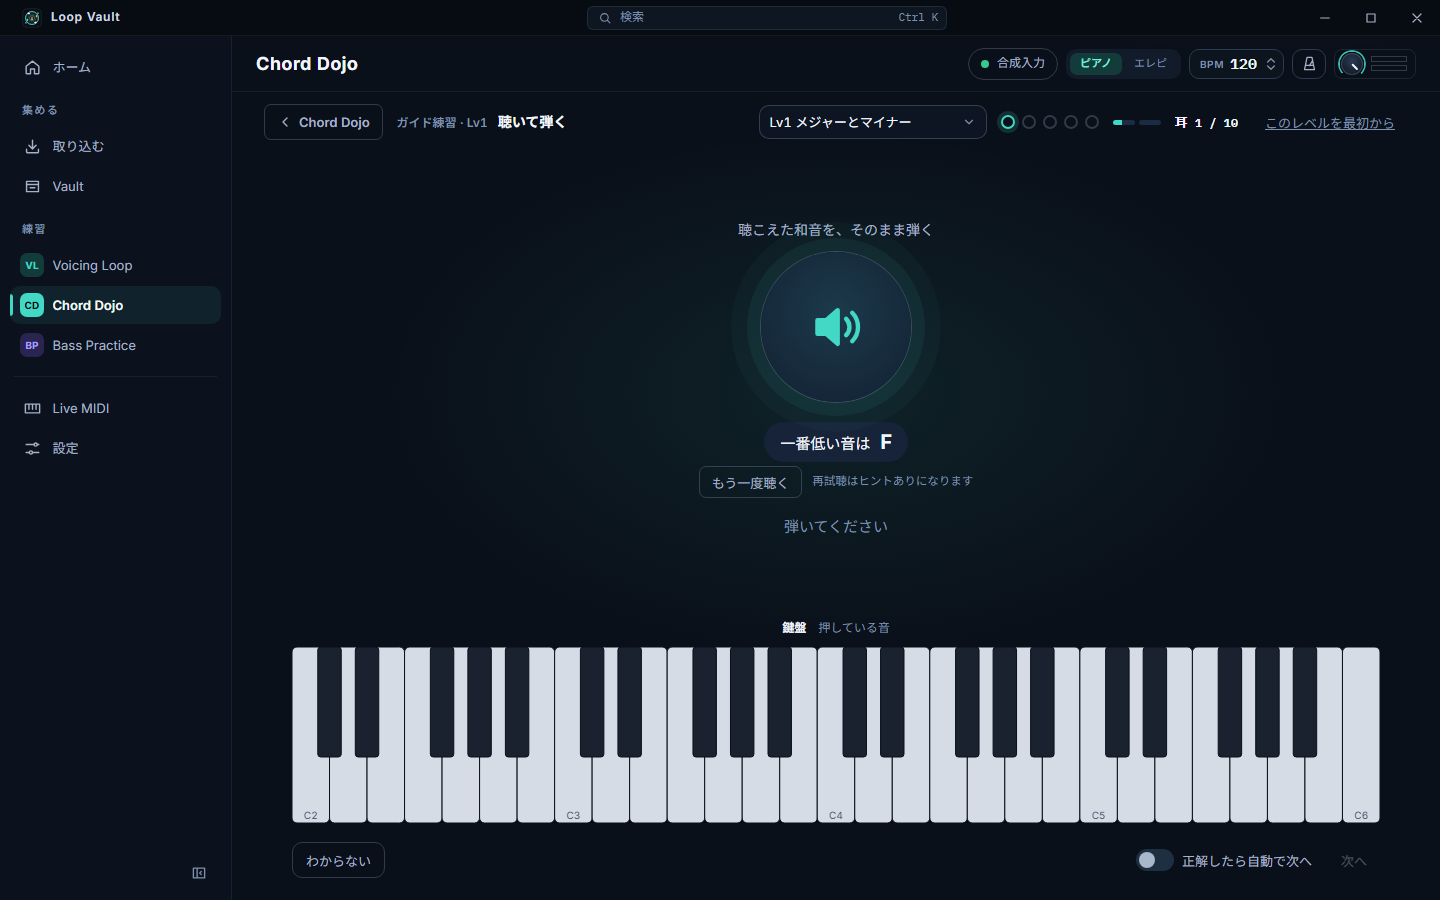 Loop Vault
検索
Ctrl K
ホーム
集める
取り込む
Vault
練習
VL Voicing Loop
CD Chord Dojo
BP Bass Practice
Live MIDI
設定
Chord Dojo
合成入力
ピアノ
エレピ
BPM 120
Chord Dojo
ガイド練習 · Lv1
聴いて弾く
Lv1 メジャーとマイナー
耳 1 / 10
このレベルを最初から
聴こえた和音を、そのまま弾く
一番低い音は F
もう一度聴く
再試聴はヒントありになります
弾いてください
鍵盤 押している音
C2 C3 C4 C5 C6
わからない
正解したら自動で次へ
次へ